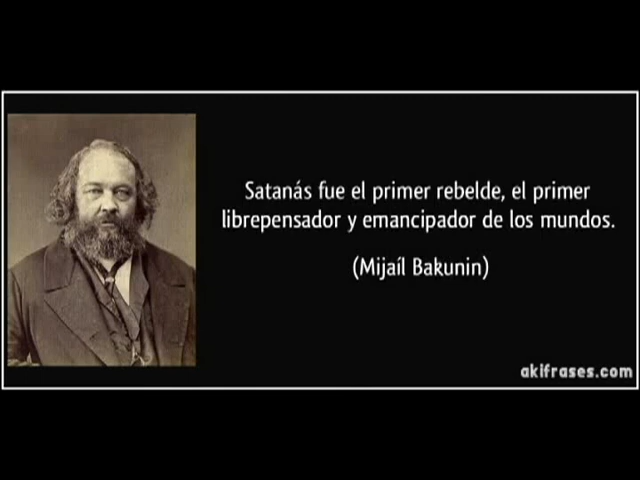 Satanás fue el primer rebelde, el primer
librepensador y emancipador de los mundos.
(Mijaíl Bakunin)
akifrases.com